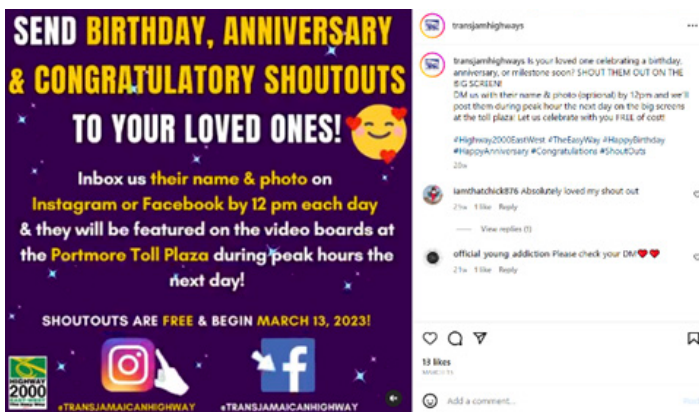 SEND BIRTHDAY, ANNIVERSARY
& CONGRATULATORY SHOUTOUTS
TO YOUR LOVED ONES!
Inbox us their name & photo on
Instagram or Facebook by 12 pm each day
& they will be featured on the video boards at
the Portmore Toll Plaza during peak hours the
next day!
SHOUTOUTS ARE FREE & BEGIN MARCH 13, 2023!
HIGHWAY
2000
EAST-WEST
@TRANSJAMAICANHIGHWAY
@TRANSJAMAICANHIGHWAY
transjamhighways
transjamhighways Is your loved one celebrating a birthday,
anniversary, or milestone soon? SHOUT THEM OUT ON THE
BIG SCREEN!
DM us with their name & photo (optional) by 12pm and we'll
post them during peak hour the next day on the big screens
at the toll plaza! Let us celebrate with you FREE of cost!
#Highway2000EastWest #TheEasyWay #HappyBirthday
#HappyAnniversary #Congratulations #ShoutOuts
iamthatchick876 Absolutely loved my shout out
21w 1 like Reply
View replies (1)
official young addiction Please check your DM❤️❤️
21w 1 like Reply
13 likes
Add a comment...